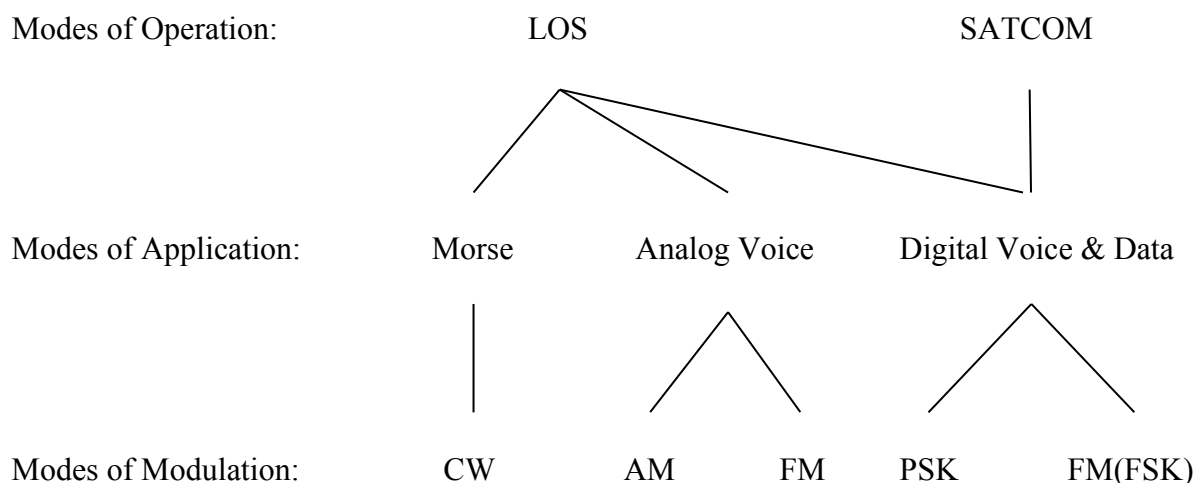 Modes of Operation: LOS SATCOM
Modes of Application: Morse Analog Voice Digital Voice & Data
Modes of Modulation: CW AM FM PSK FM(FSK)